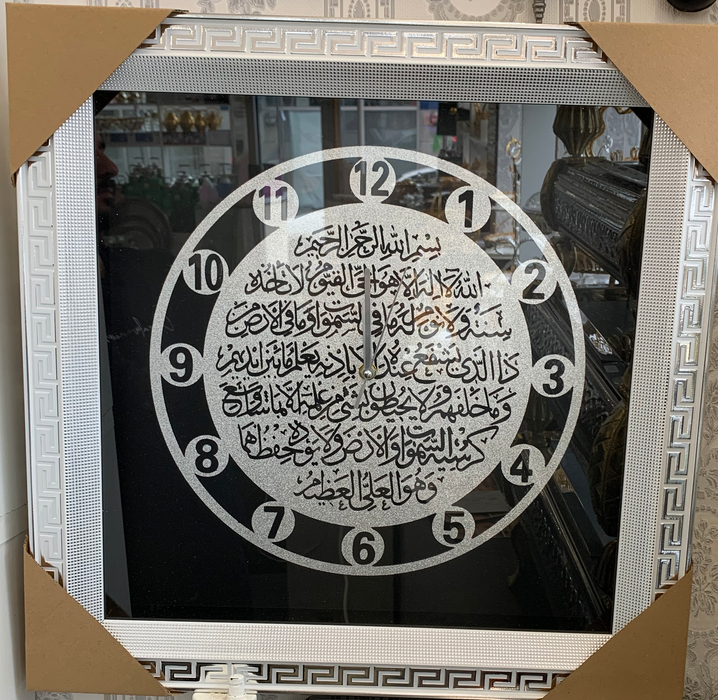 12
11
1
10
2
9
3
8
4
7
5
6
بسم الله الرحمن الرحيم
الله لا إله إلا هو الحي القيوم لا تأخذه
سنة ولا نوم له ما في السموات وما في الأرض
ذا الذي يشفع عنده إلا بإذنه يعلم ما بين أيديهم
وما خلفهم ولا يحيطون بشيء من علمه إلا بما شاء وسع
كرسيه السموات والأرض ولا يؤده حفظهما
وهو العلي العظيم